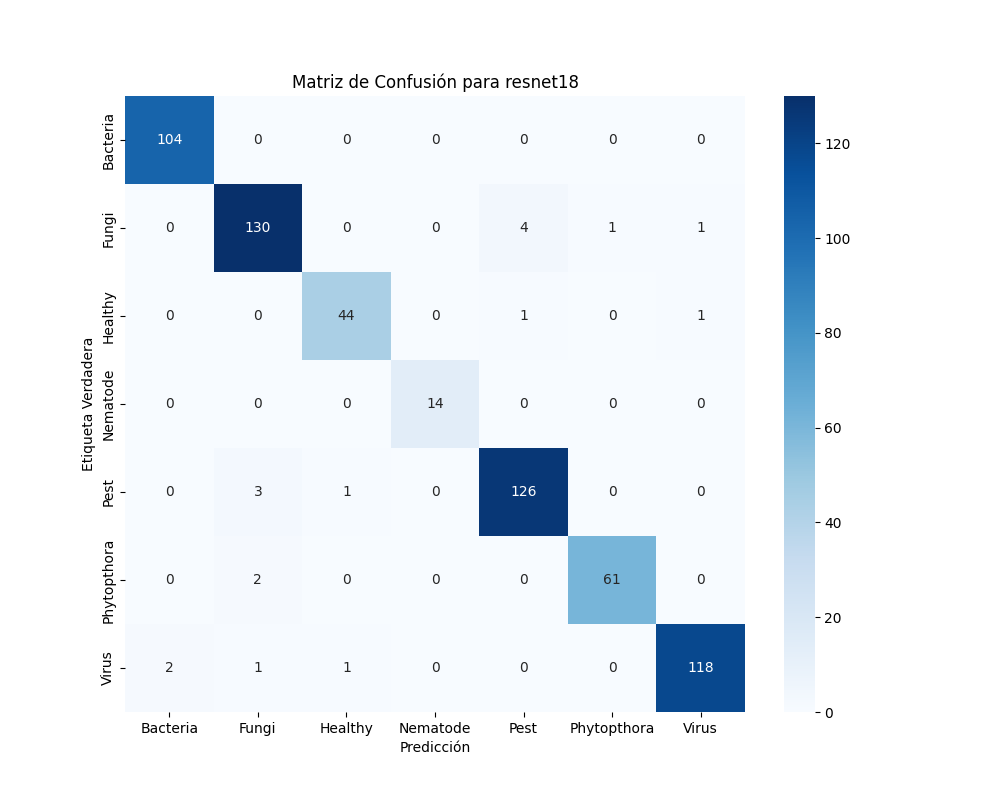 Matriz de Confusión para resnet18
Etiqueta Verdadera
Bacteria 104 0 0 0 0 0 0
Fungi 0 130 0 0 4 1 1
Healthy 0 0 44 0 1 0 1
Nematode 0 0 0 14 0 0 0
Pest 0 3 1 0 126 0 0
Phytopthora 0 2 0 0 0 61 0
Virus 2 1 1 0 0 0 118
Bacteria Fungi Healthy Nematode Pest Phytopthora Virus
Predicción
120
100
80
60
40
20
0